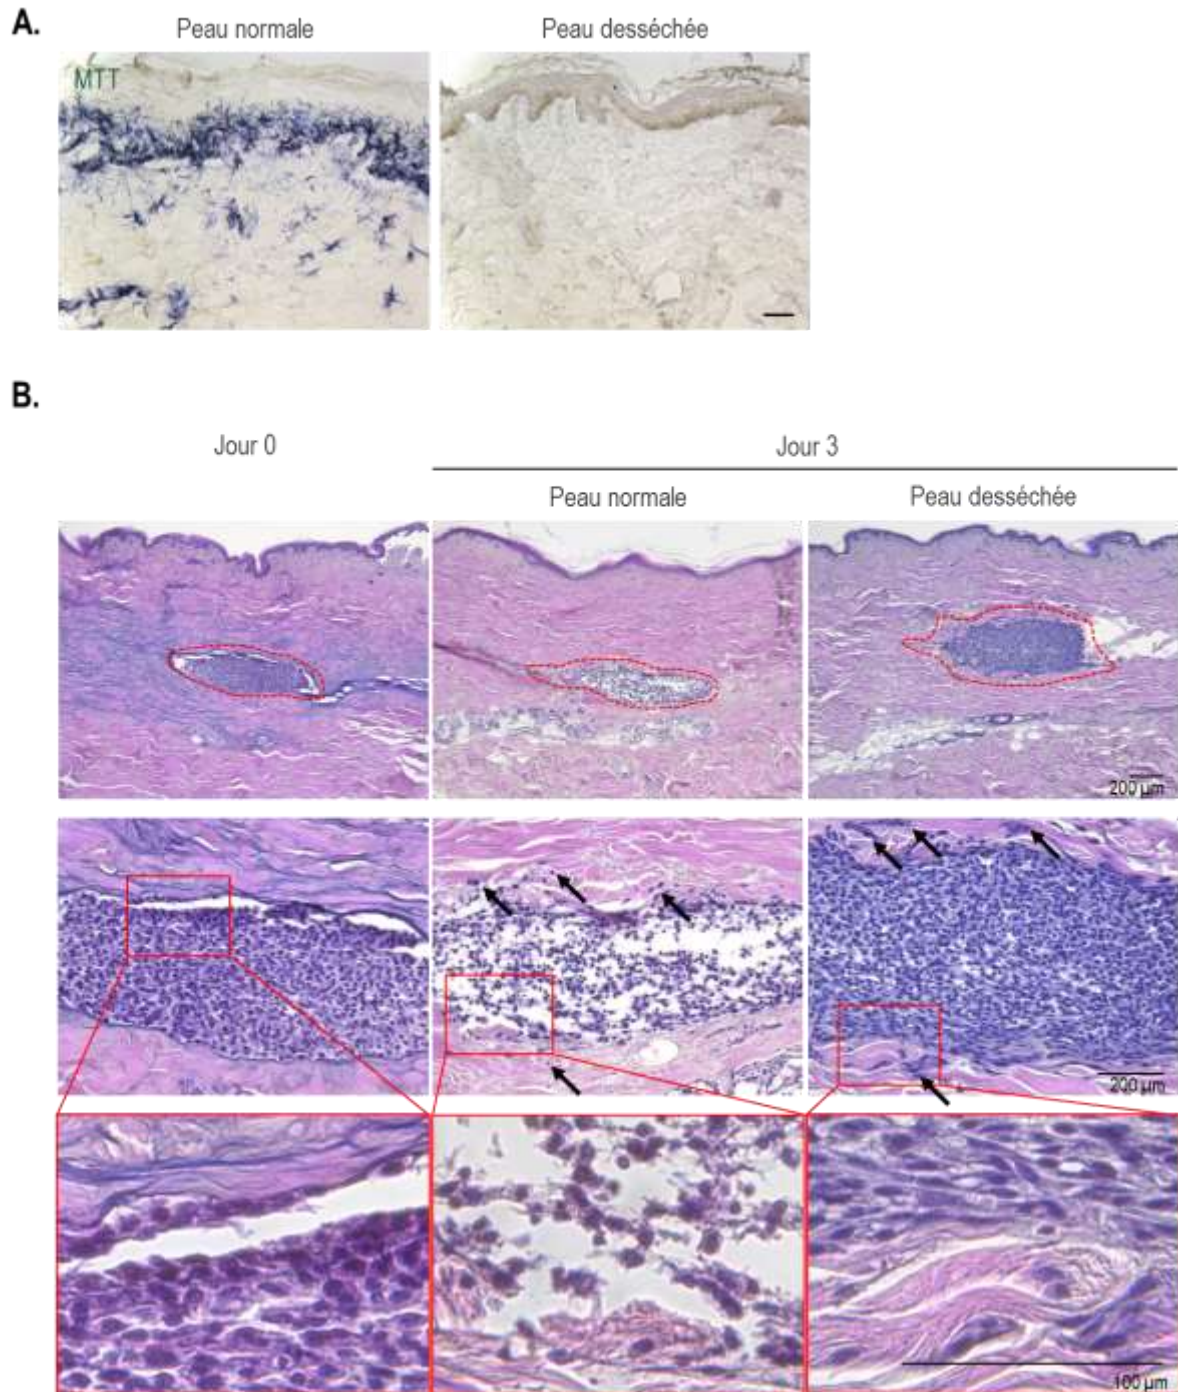 A.
Peau normale
Peau desséchée
MTT
B.
Jour 0
Jour 3
Peau normale
Peau desséchée
200 µm
200 µm
100 µm